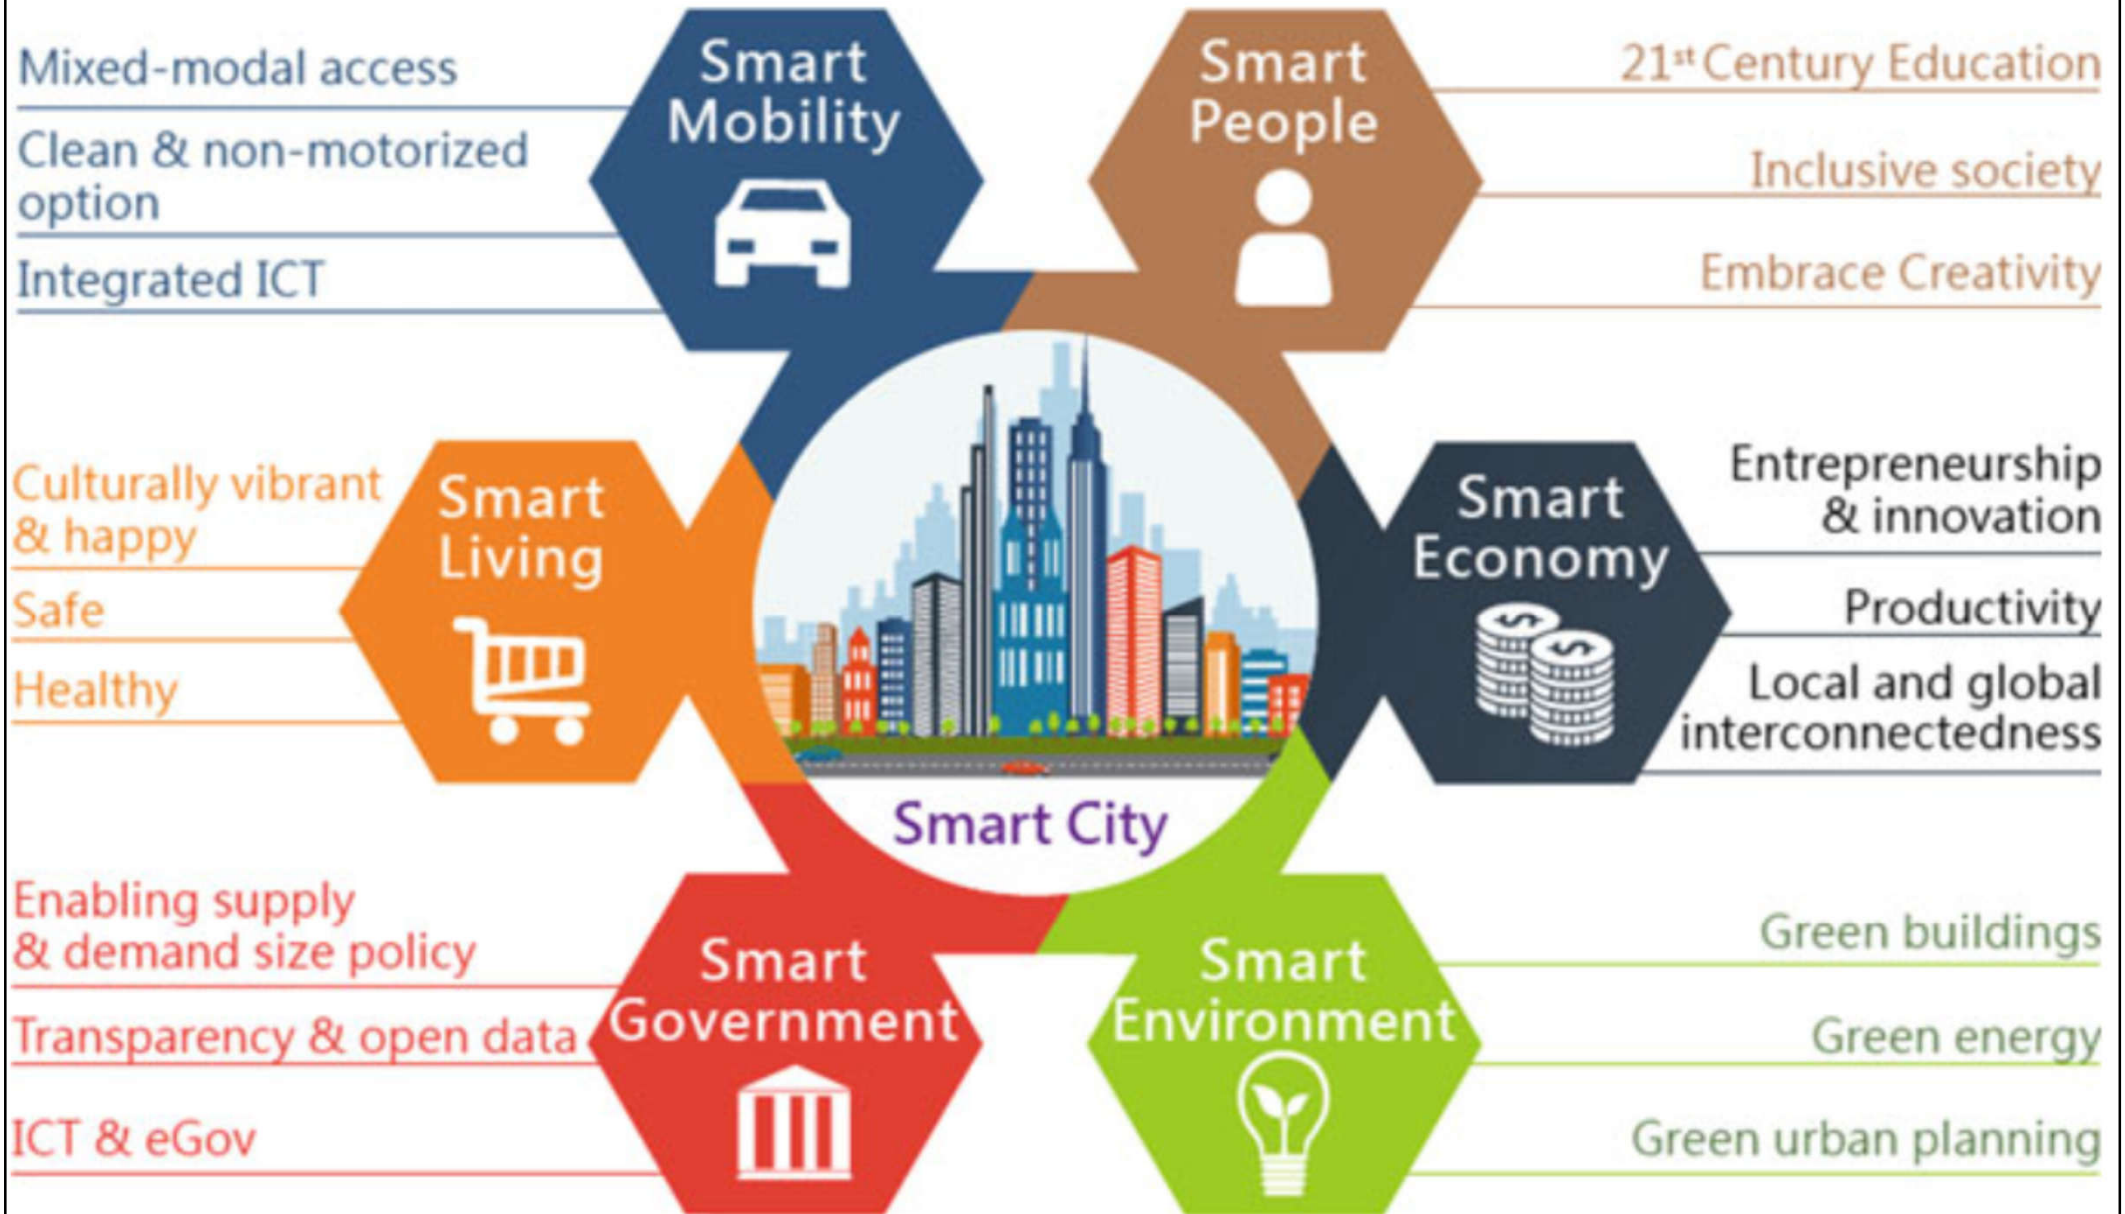 Smart
Mobility
Mixed-modal access
Clean & non-motorized
option
Integrated ICT
Smart
People
21st Century Education
Inclusive society
Embrace Creativity
Smart
Living
Culturally vibrant
& happy
Safe
Healthy
Smart
Economy
Entrepreneurship
& innovation
Productivity
Local and global
interconnectedness
Smart City
Smart
Government
Enabling supply
& demand size policy
Transparency & open data
ICT & eGov
Smart
Environment
Green buildings
Green energy
Green urban planning